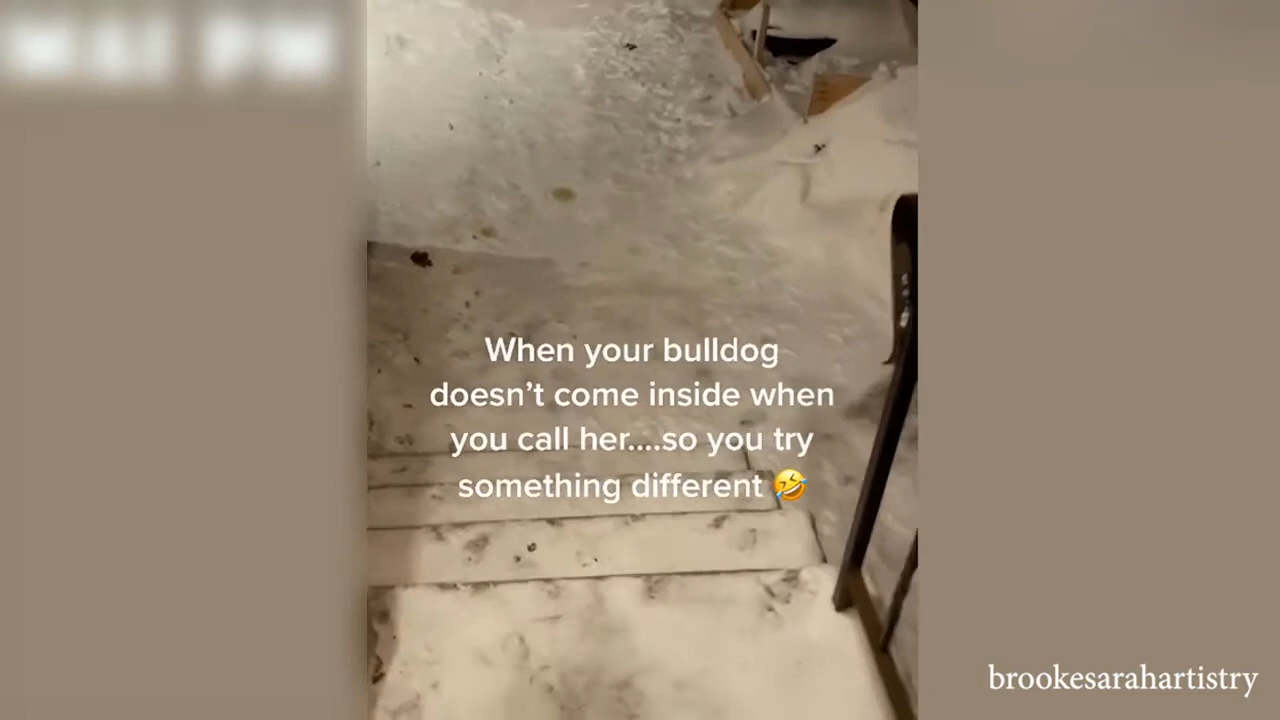 When your bulldog
doesn’t come inside when
you call her....so you try
something different 🤣
brookesarahartistry